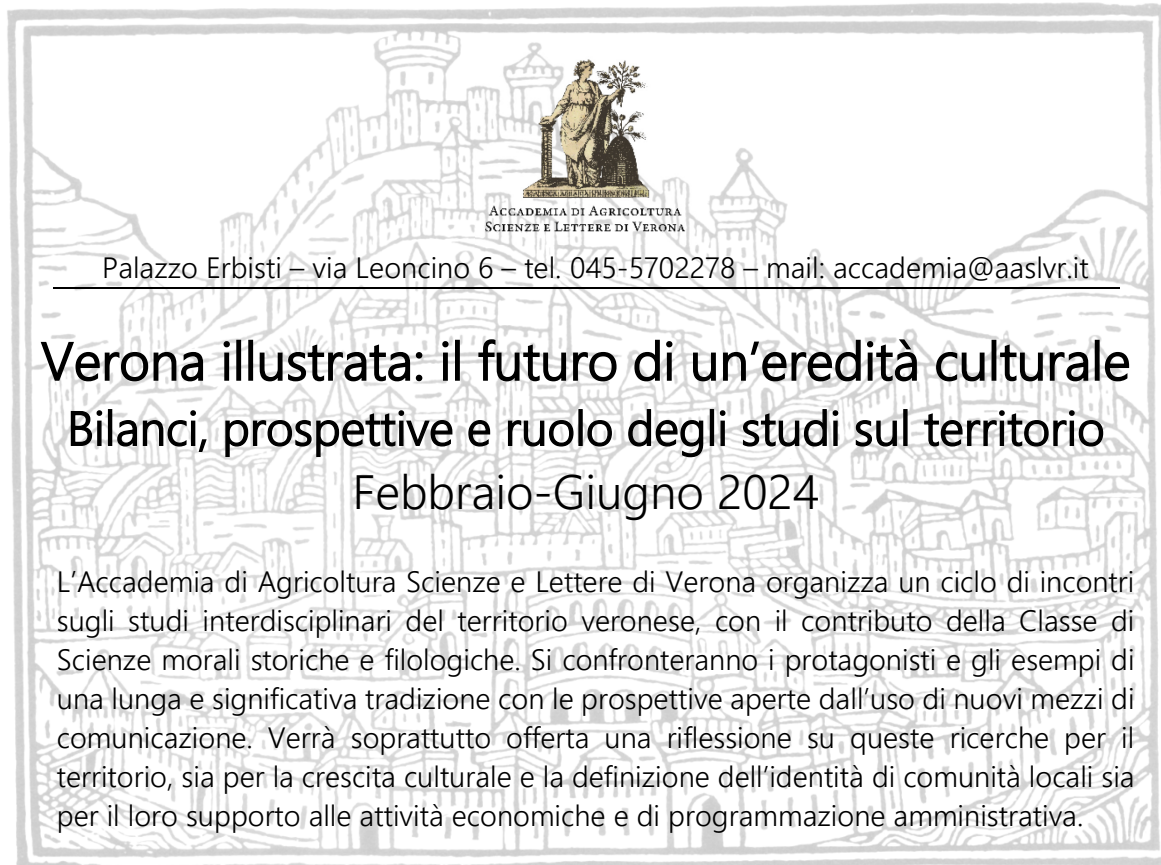 ACCADEMIA DI AGRICOLTURA
SCIENZE E LETTERE DI VERONA
Palazzo Erbisti – via Leoncino 6 – tel. 045-5702278 – mail: accademia@aaslvr.it
Verona illustrata: il futuro di un’eredità culturale
Bilanci, prospettive e ruolo degli studi sul territorio
Febbraio-Giugno 2024
L’Accademia di Agricoltura Scienze e Lettere di Verona organizza un ciclo di incontri
sugli studi interdisciplinari del territorio veronese, con il contributo della Classe di
Scienze morali storiche e filologiche. Si confronteranno i protagonisti e gli esempi di
una lunga e significativa tradizione con le prospettive aperte dall’uso di nuovi mezzi di
comunicazione. Verrà soprattutto offerta una riflessione su queste ricerche per il
territorio, sia per la crescita culturale e la definizione dell’identità di comunità locali sia
per il loro supporto alle attività economiche e di programmazione amministrativa.